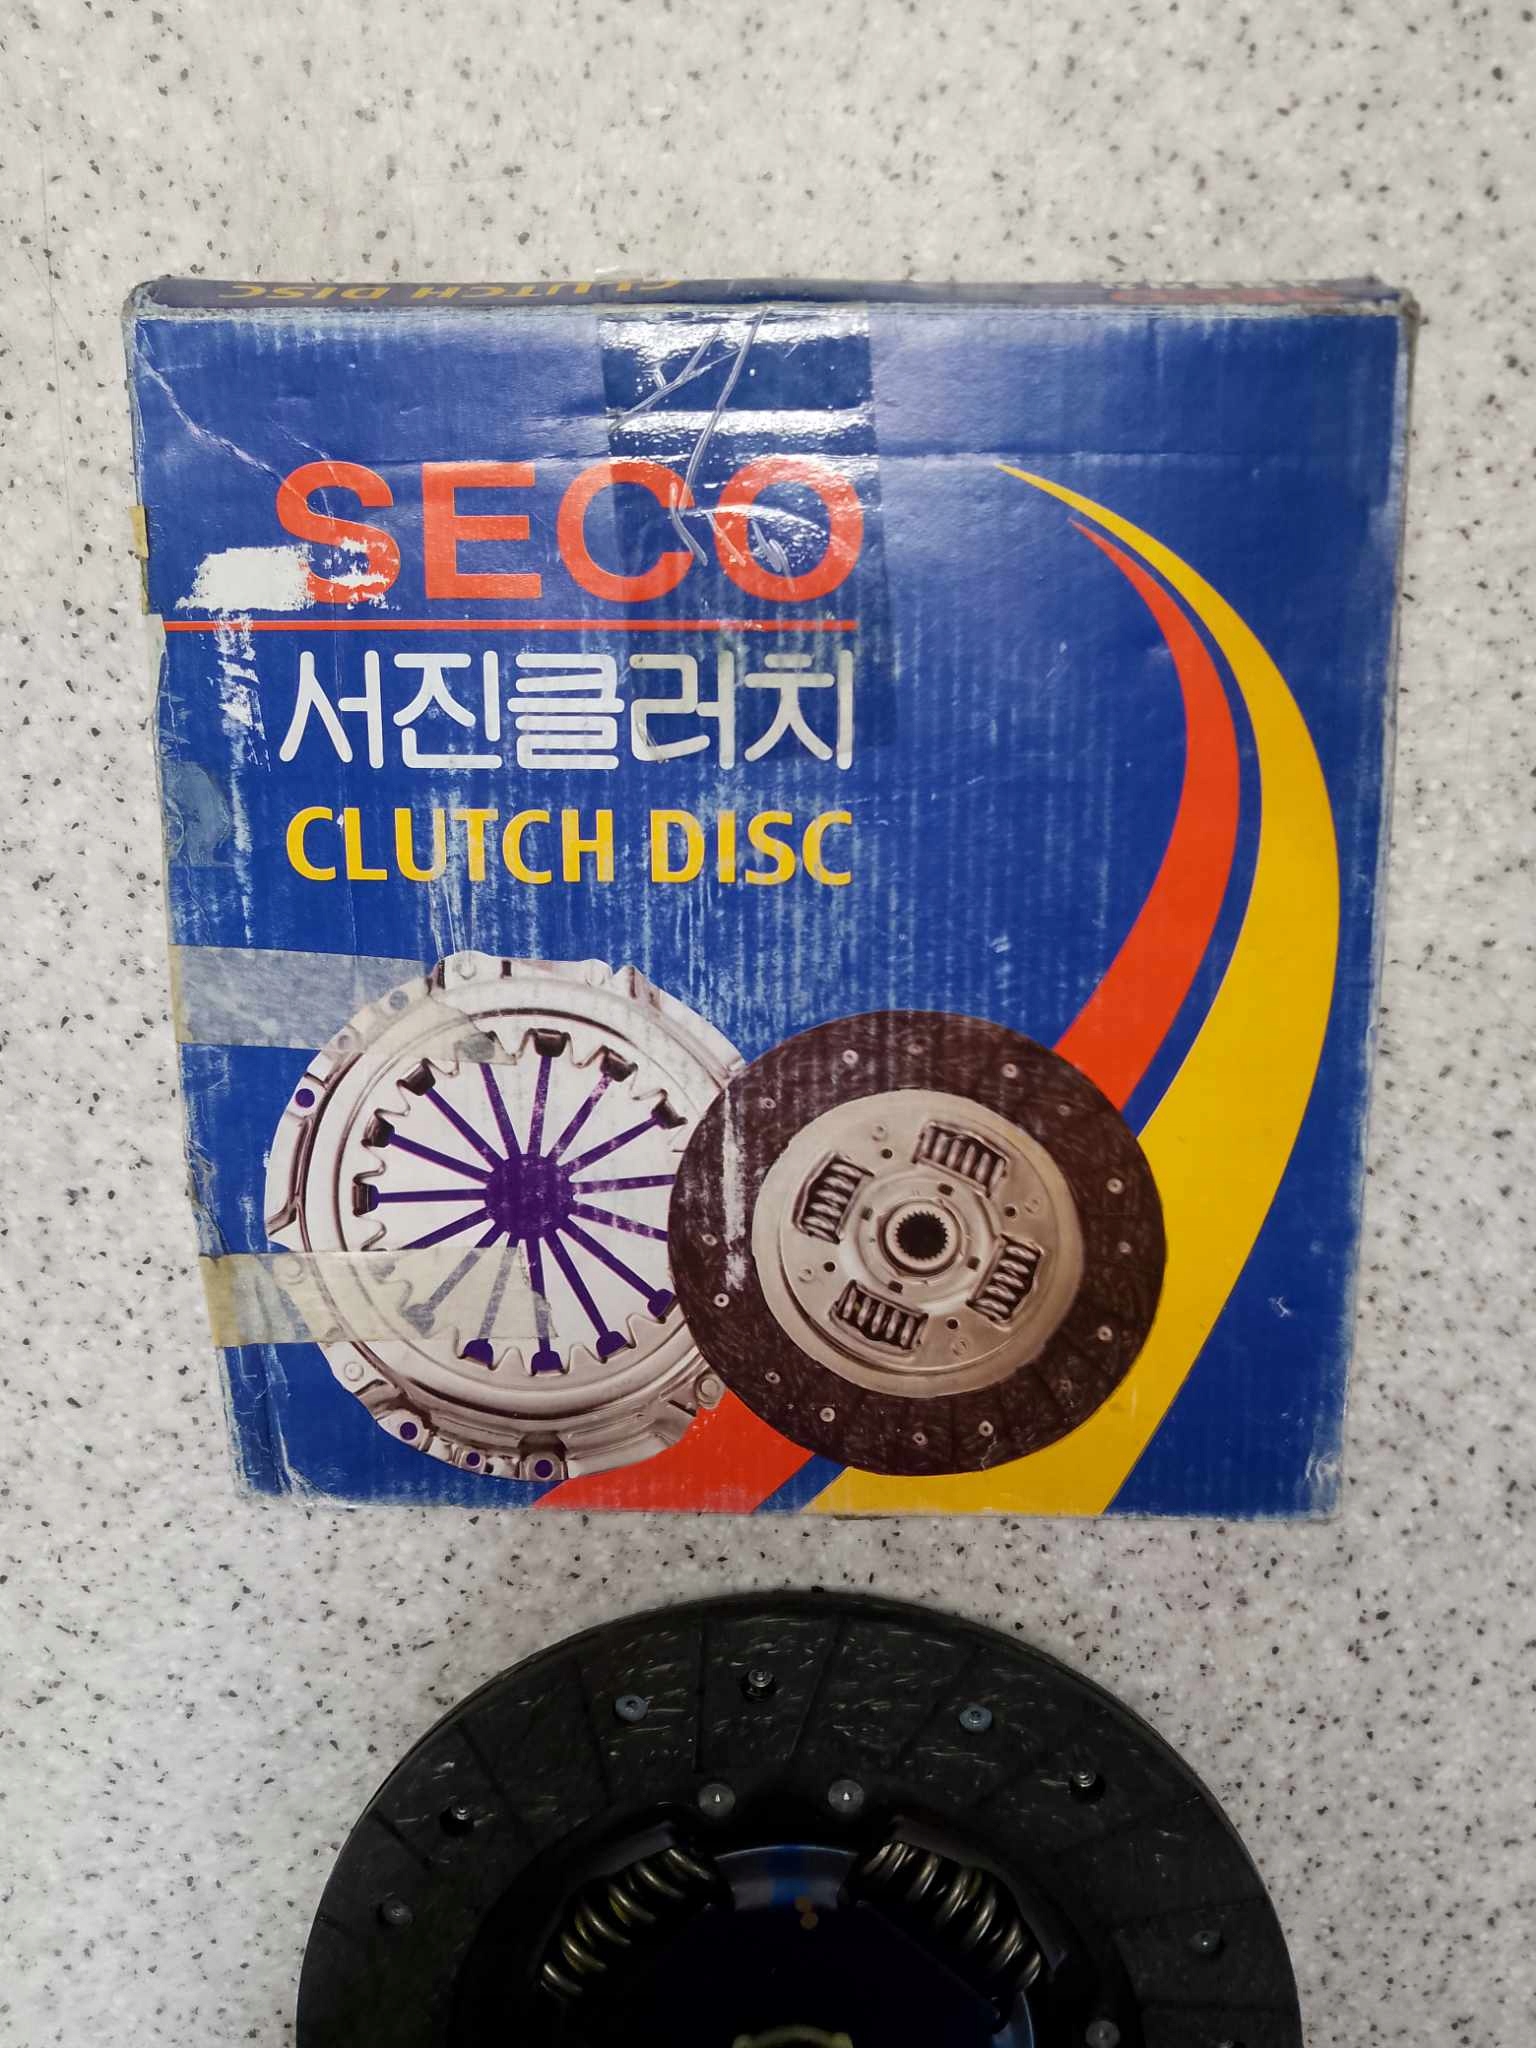 CLUTCH DISC
SECO
서진클러치
CLUTCH DISC